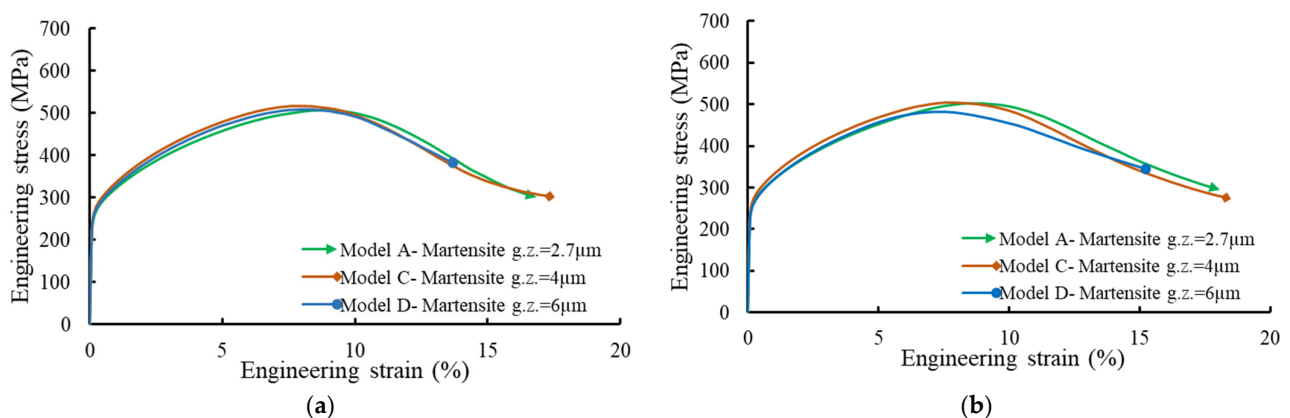 700
600
500
400
300
200
100
0
Engineering stress (MPa)
Model A- Martensite g.z.=2.7μm
Model C- Martensite g.z.=4μm
Model D- Martensite g.z.=6μm
0 5 10 15 20
Engineering strain (%)
(a)
700
600
500
400
300
200
100
0
Engineering stress (MPa)
Model A- Martensite g.z.=2.7μm
Model C- Martensite g.z.=4μm
Model D- Martensite g.z.=6μm
0 5 10 15 20
Engineering strain (%)
(b)